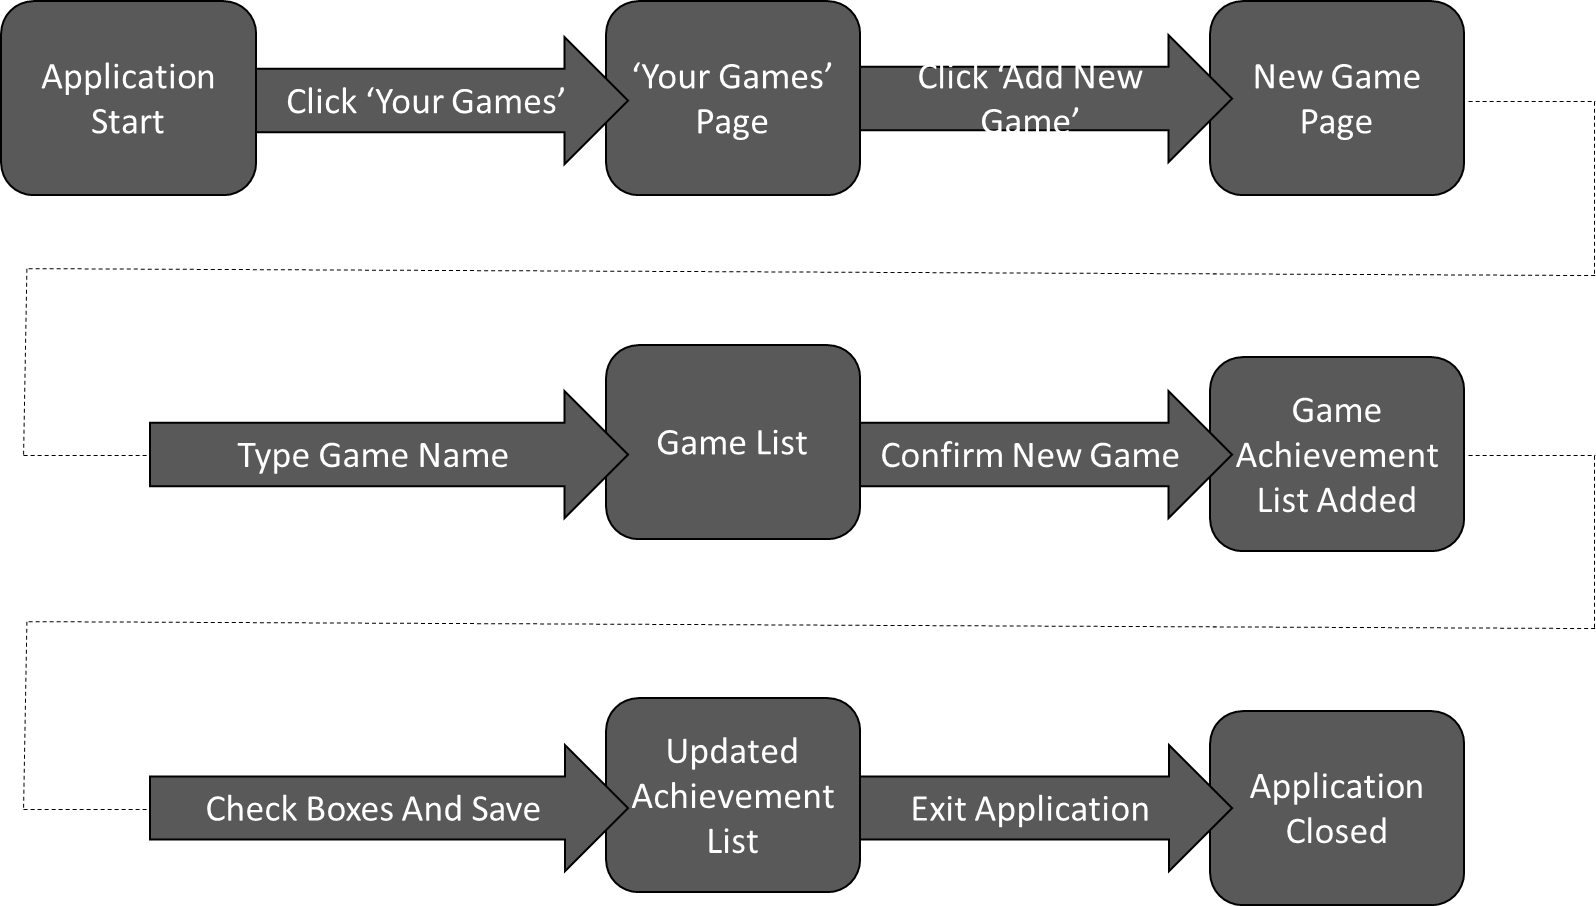 Application
Start
Click ‘Your Games’
‘Your Games’
Page
Click ‘Add New
Game’
New Game
Page
Type Game Name
Game List
Confirm New Game
Game
Achievement
List Added
Check Boxes And Save
Updated
Achievement
List
Exit Application
Application
Closed